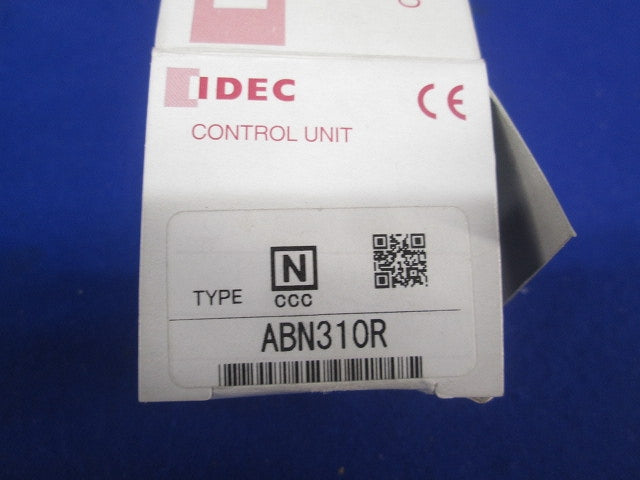 IDEC
CE
CONTROL UNIT
N
TYPE CCC
ABN310R